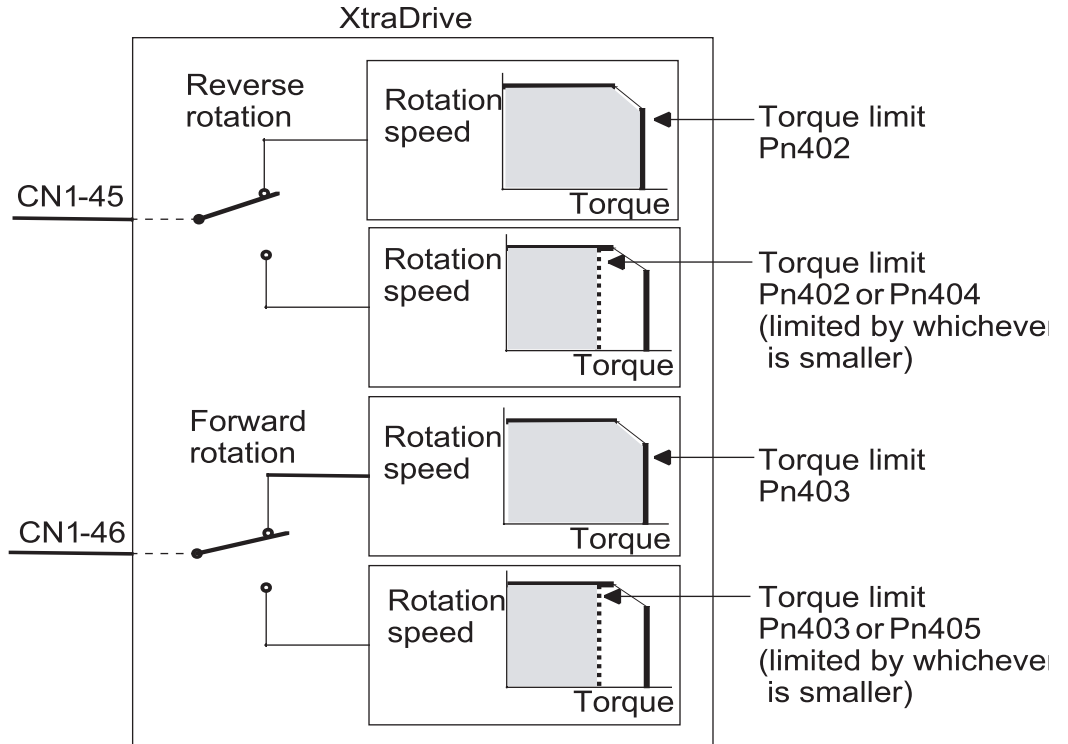 XtraDrive
Reverse
rotation
Rotation
speed
Torque
Torque limit
Pn402
CN1-45
Rotation
speed
Torque
Torque limit
Pn402 or Pn404
(limited by whicheve
is smaller)
Forward
rotation
Rotation
speed
Torque
Torque limit
Pn403
CN1-46
Rotation
speed
Torque
Torque limit
Pn403 or Pn405
(limited by whicheve
is smaller)